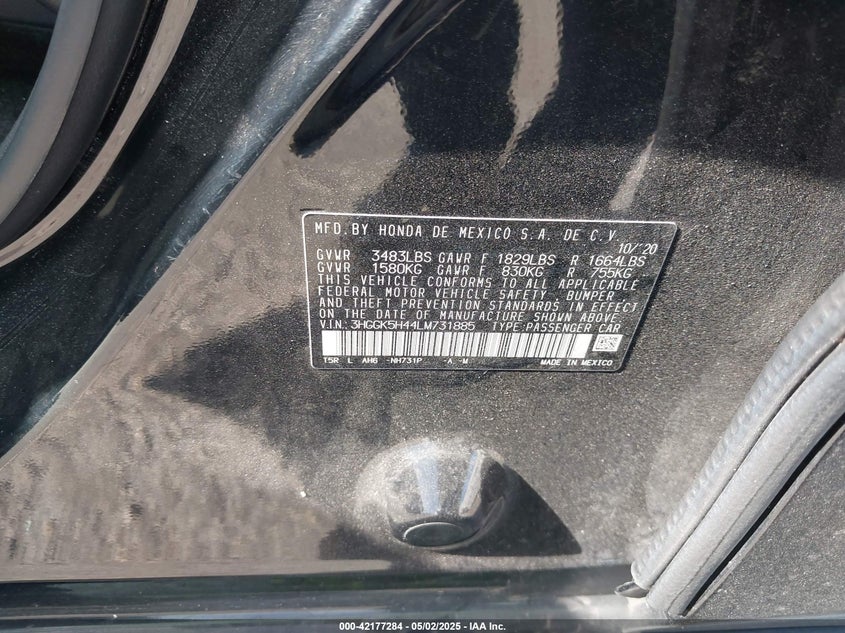 MFD. BY HONDA DE MEXICO S.A. DE C.V.
10/'20
GVWR 3483LBS GAWR F 1829LBS R 1664LBS
GVWR 1580KG GAWR F 830KG R 755KG
THIS VEHICLE CONFORMS TO ALL APPLICABLE
FEDERAL MOTOR VEHICLE SAFETY, BUMPER
AND THEFT PREVENTION STANDARDS IN EFFECT
ON THE DATE OF MANUFACTURE SHOWN ABOVE
V.I.N.: 3HGGK5H44LM731885 TYPE:PASSENGER CAR
T5R L AH6 -NH731P -A -M MADE IN MEXICO
000-42177284 - 05/02/2025 - IAA Inc.